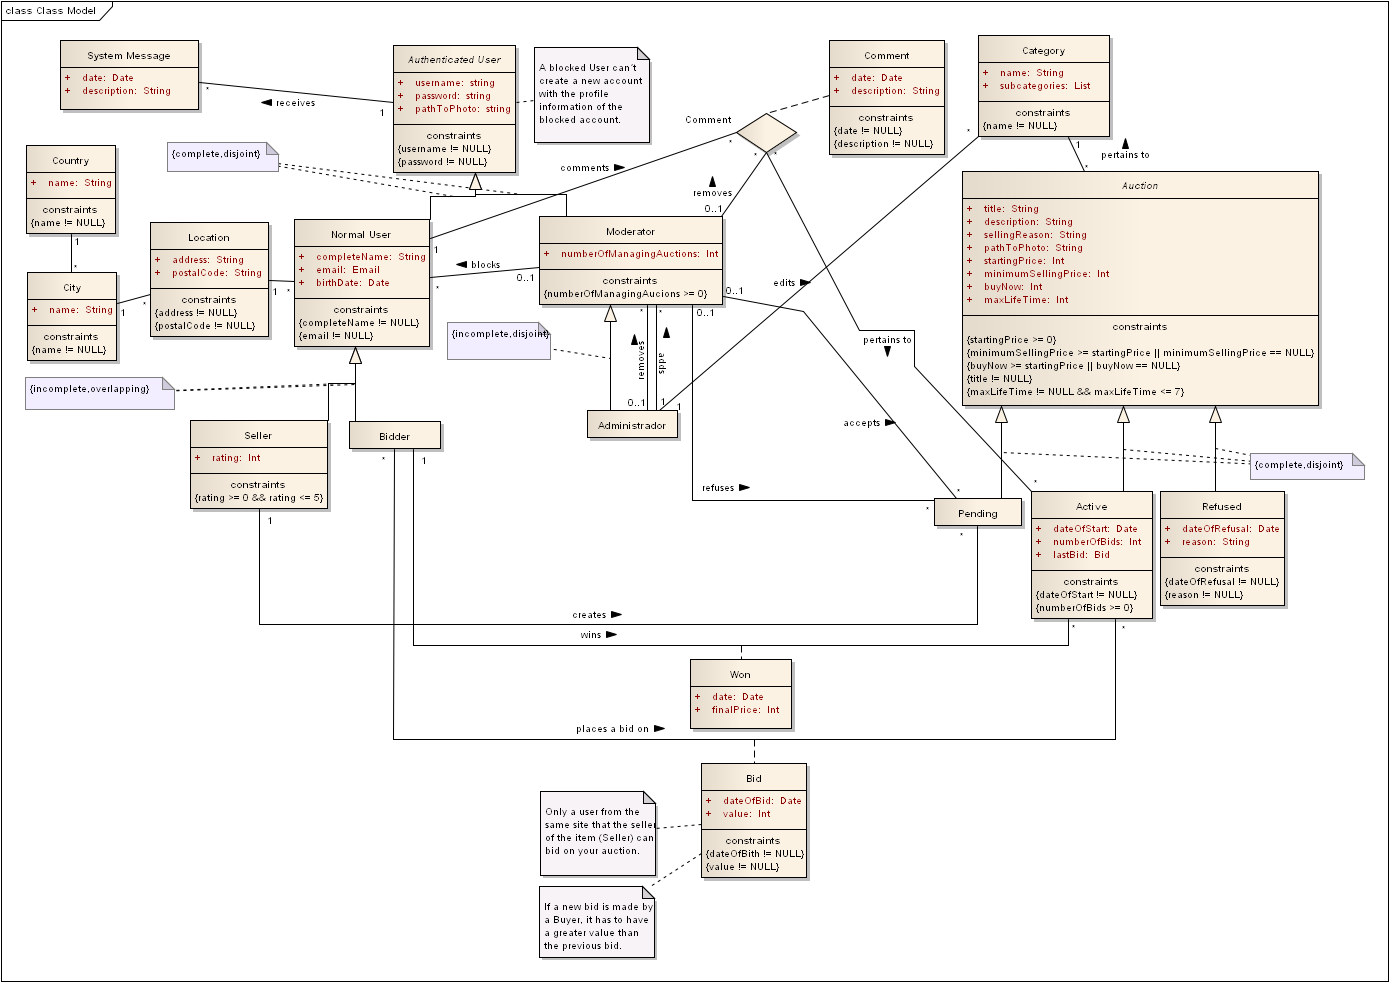 class Class Model
System Message
+ date: Date
+ description: String
*
receives
1
Authenticated User
+ username: string
+ password: string
+ pathToPhoto: string
constraints
{username != NULL}
{password != NULL}
A blocked User can't
create a new account
with the profile
information of the
blocked account.
Comment
+ date: Date
+ description: String
constraints
{date != NULL}
{description != NULL}
Category
+ name: String
+ subcategories: List
constraints
{name != NULL}
1
*
*
pertains to
Comment
*
*
*
comments
removes
0..1
{complete,disjoint}
Country
+ name: String
constraints
{name != NULL}
1
*
City
+ name: String
constraints
{name != NULL}
1
*
Location
+ address: String
+ postalCode: String
constraints
{address != NULL}
{postalCode != NULL}
1
*
Normal User
+ completeName: String
+ email: Email
+ birthDate: Date
constraints
{completeName != NULL}
{email != NULL}
1
*
blocks
0..1
Moderator
+ numberOfManagingAuctions: Int
constraints
{numberOfManagingAucions >= 0}
0..1
0..1
edits
pertains to
Auction
+ title: String
+ description: String
+ sellingReason: String
+ pathToPhoto: String
+ startingPrice: Int
+ minimumSellingPrice: Int
+ buyNow: Int
+ maxLifeTime: Int
constraints
{startingPrice >= 0}
{minimumSellingPrice >= startingPrice || minimumSellingPrice == NULL}
{buyNow >= startingPrice || buyNow == NULL}
{title != NULL}
{maxLifeTime != NULL && maxLifeTime <= 7}
{incomplete,disjoint}
*
*
removes
adds
0..1
1
1
Administrador
{incomplete,overlapping}
Seller
+ rating: Int
constraints
{rating >= 0 && rating <= 5}
1
Bidder
*
1
accepts
refuses
*
*
Pending
*
{complete,disjoint}
*
Active
+ dateOfStart: Date
+ numberOfBids: Int
+ lastBid: Bid
constraints
{dateOfStart != NULL}
{numberOfBids >= 0}
*
*
Refused
+ dateOfRefusal: Date
+ reason: String
constraints
{dateOfRefusal != NULL}
{reason != NULL}
creates
wins
Won
+ date: Date
+ finalPrice: Int
places a bid on
Bid
+ dateOfBid: Date
+ value: Int
constraints
{dateOfBith != NULL}
{value != NULL}
Only a user from the
same site that the seller
of the item (Seller) can
bid on your auction.
If a new bid is made by
a Buyer, it has to have
a greater value than
the previous bid.